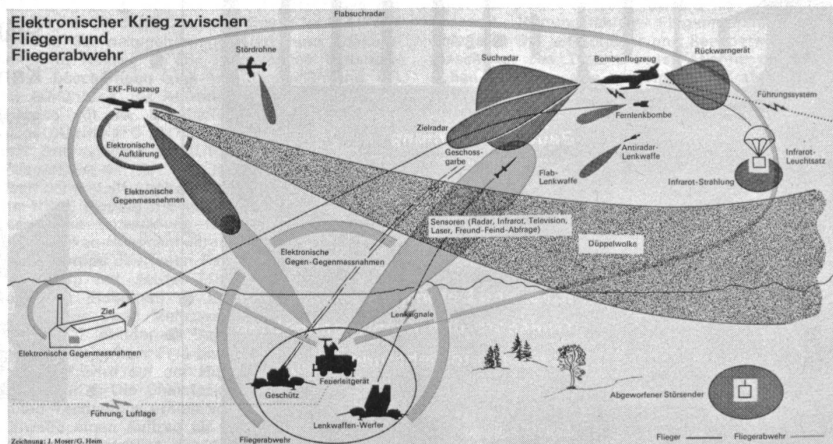 Elektronischer Krieg zwischen
Fliegern und
Fliegerabwehr
Flabsuchradar
Stördrohne
Suchradar
Bombenflugzeug
Rückwarngerät
EKF-Flugzeug
Führungssystem
Fernlenkbombe
Zielradar
Elektronische
Aufklärung
Geschoss-
garbe
Antiradar-
Lenkwaffe
Infrarot-
Leuchtsatz
Flab-
Lenkwaffe
Infrarot-Strahlung
Elektronische
Gegenmassnahmen
Sensoren (Radar, Infrarot, Television,
Laser, Freund-Feind-Abfrage)
Düppelwolke
Elektronische
Gegen-Gegenmassnahmen
Ziel
Lenksignale
Elektronische Gegenmassnahmen
Feuerleitgerät
Geschütz
Abgeworfener Störsender
Führung, Luftlage
Lenkwaffen-Werfer
Fliegerabwehr
Zeichnung: J. Moser/G. Heim
Flieger
Fliegerabwehr